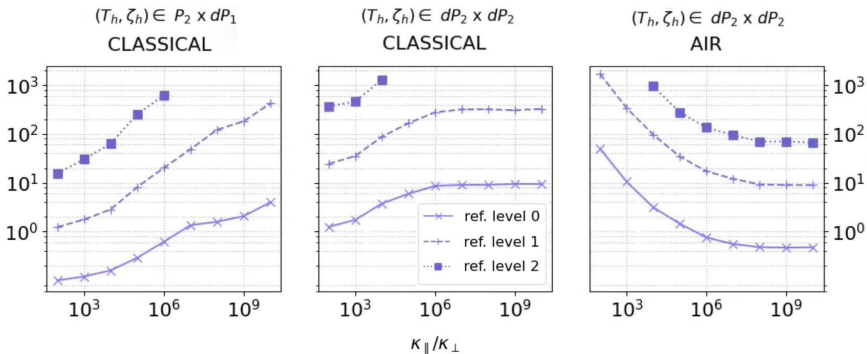 (T_h, ζ_h) ∈ P_2 x dP_1
CLASSICAL
(T_h, ζ_h) ∈ dP_2 x dP_2
CLASSICAL
(T_h, ζ_h) ∈ dP_2 x dP_2
AIR
10^3
10^2
10^1
10^0
10^3
10^2
10^1
10^0
ref. level 0
ref. level 1
ref. level 2
10^3 10^6 10^9
10^3 10^6 10^9
10^3 10^6 10^9
κ_∥/κ_⊥